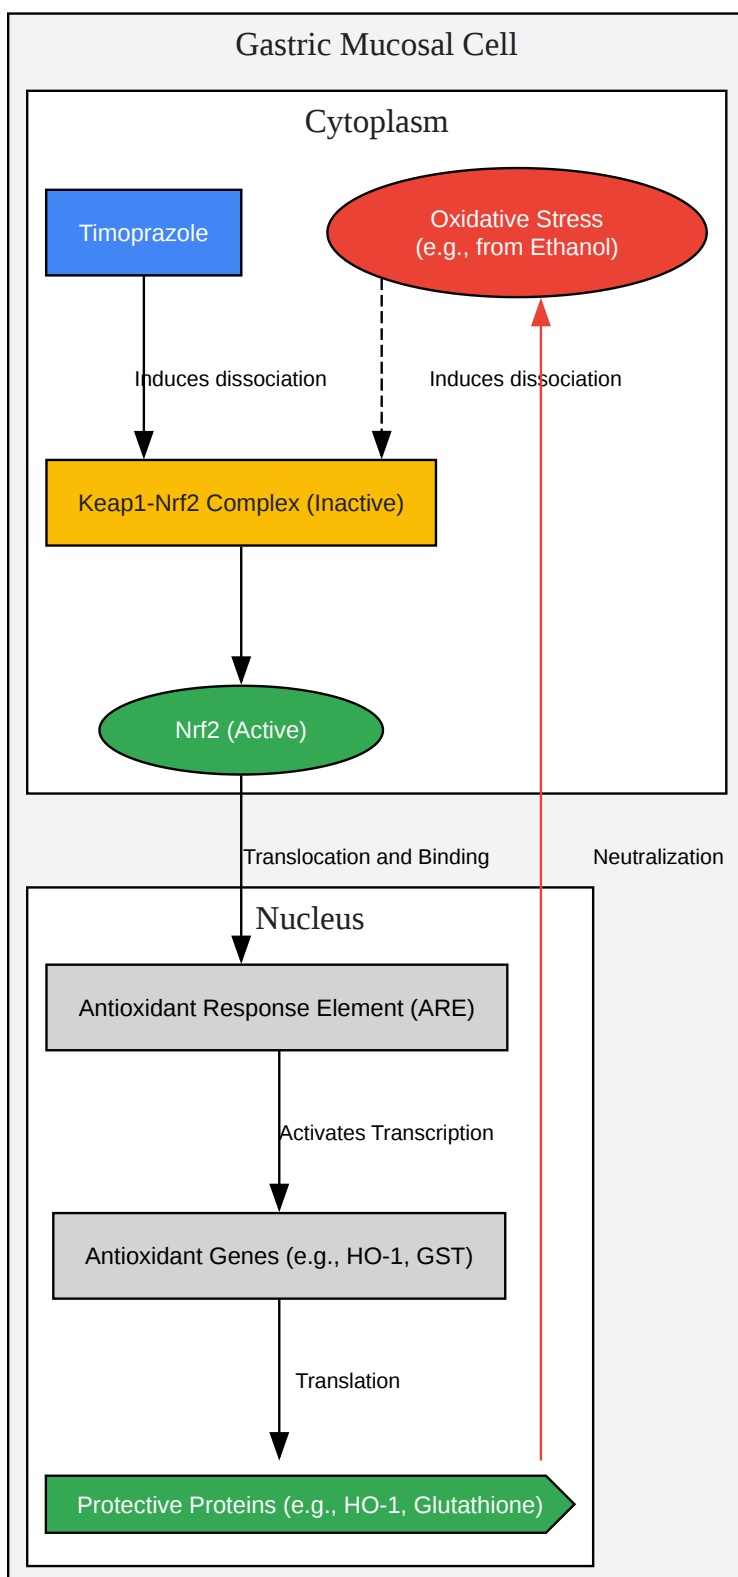 Gastric Mucosal Cell
Cytoplasm
Timoprazole
Oxidative Stress
(e.g., from Ethanol)
Induces dissociation
Induces dissociation
Keap1-Nrf2 Complex (Inactive)
Nrf2 (Active)
Translocation and Binding
Neutralization
Nucleus
Antioxidant Response Element (ARE)
Activates Transcription
Antioxidant Genes (e.g., HO-1, GST)
Translation
Protective Proteins (e.g., HO-1, Glutathione)